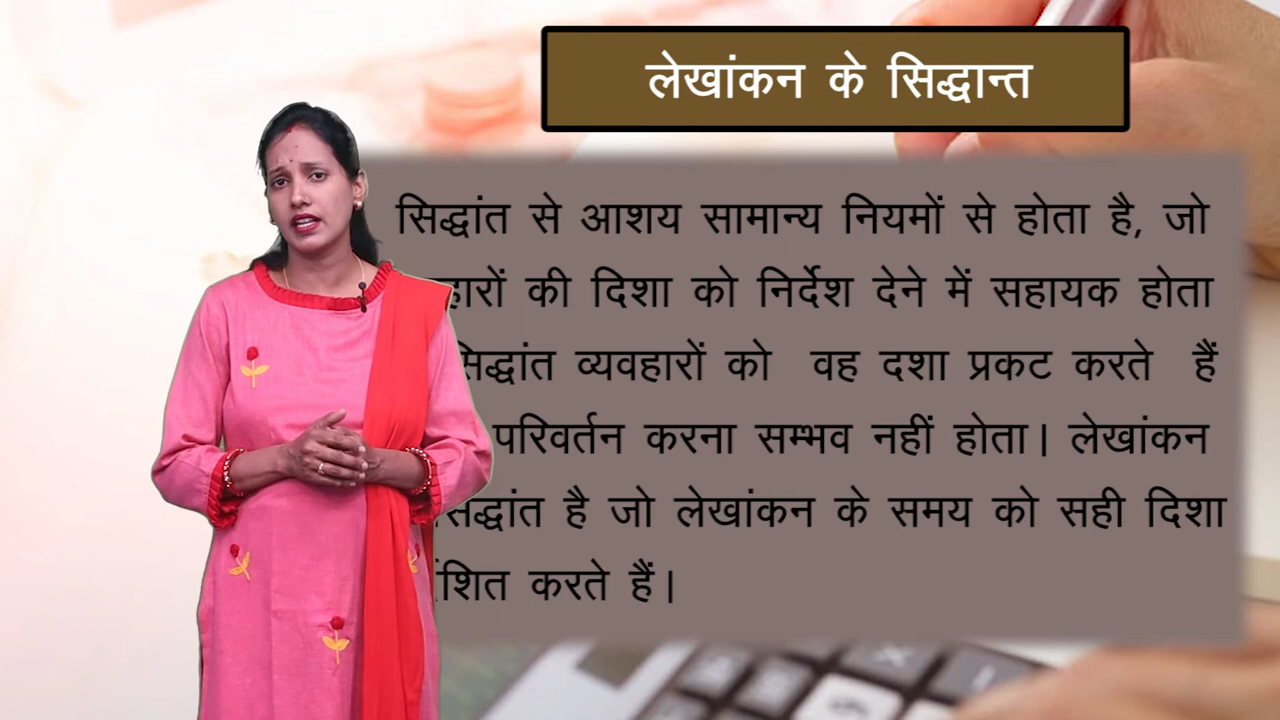 लेखांकन के सिद्धान्त
सिद्धांत से आशय सामान्य नियमों से होता है, जो
की दिशा को निर्देश देने में सहायक होता
सिद्धांत व्यवहारों को वह दशा प्रकट करते हैं
परिवर्तन करना सम्भव नहीं होता। लेखांकन
सिद्धांत है जो लेखांकन के समय को सही दिशा
करते हैं।